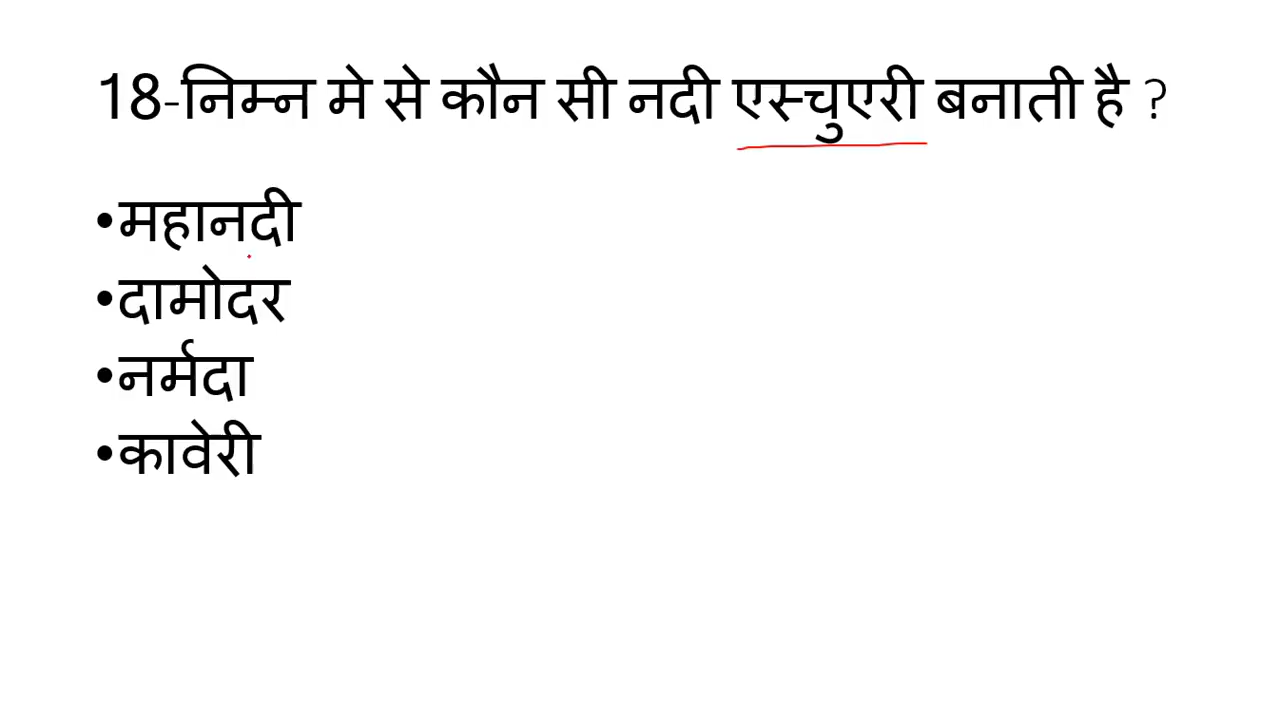 18-निम्न मे से कौन सी नदी एस्चुएरी बनाती है ?
•महानदी
•दामोदर
•नर्मदा
•कावेरी